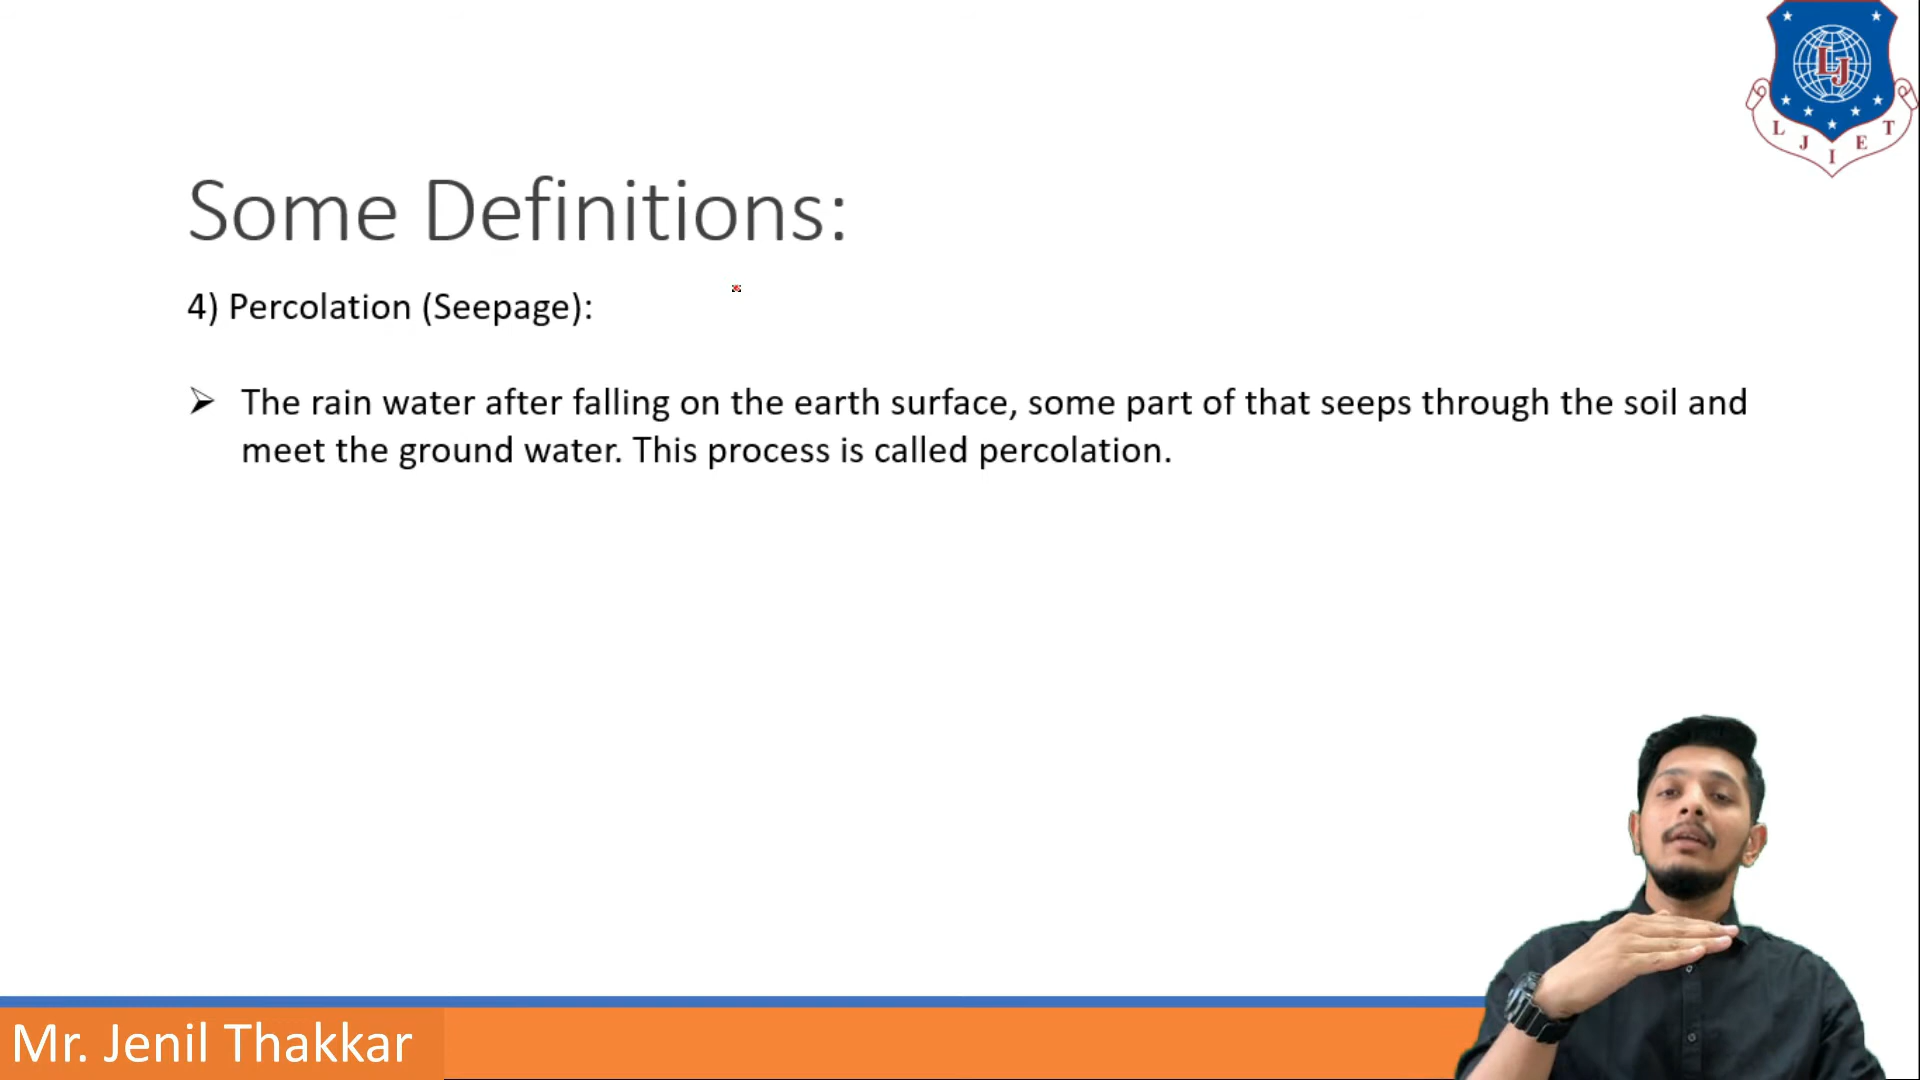 LJ
L J I E T
Some Definitions:
4) Percolation (Seepage):
➢ The rain water after falling on the earth surface, some part of that seeps through the soil and
meet the ground water. This process is called percolation.
Mr. Jenil Thakkar